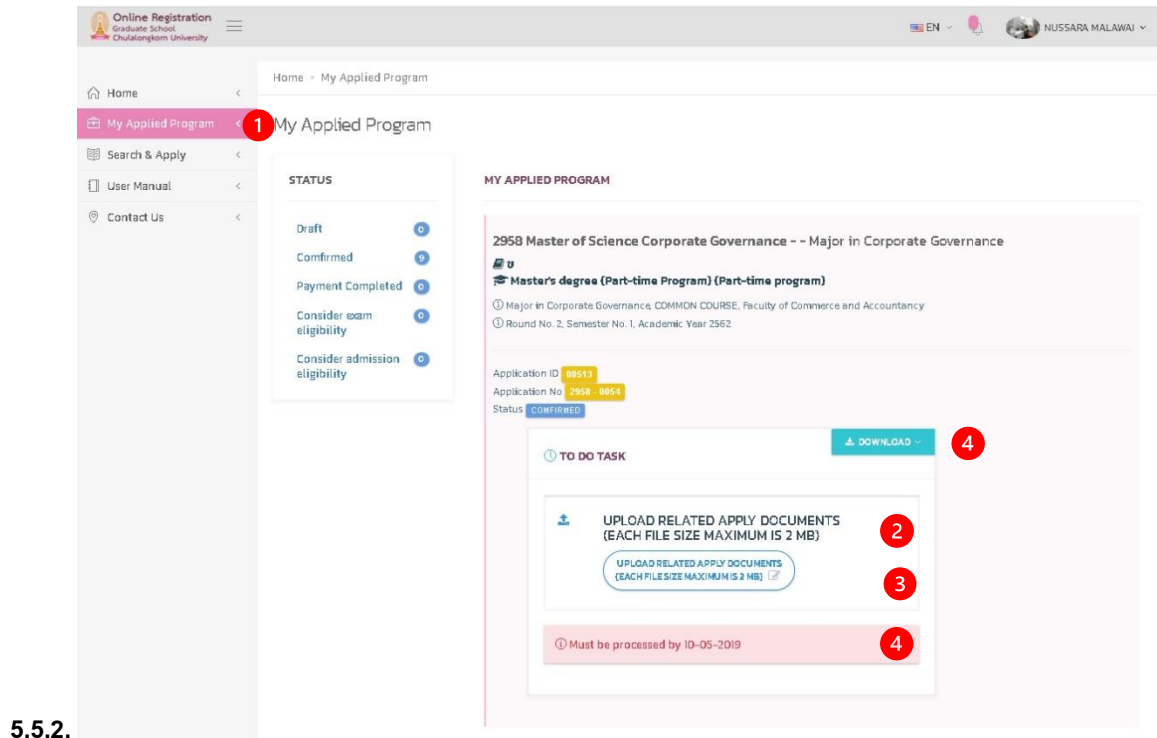 Online Registration
Graduate School
Chulalongkorn University
EN
NUSSARA MALAWAI
Home
My Applied Program
Search & Apply
User Manual
Contact Us
1
Home • My Applied Program
My Applied Program
STATUS
Draft 0
Comfirmed 9
Payment Completed 0
Consider exam 0
eligibility
Consider admission 0
eligibility
MY APPLIED PROGRAM
2958 Master of Science Corporate Governance - - Major in Corporate Governance
ข
Master's degree (Part-time Program) (Part-time program)
Major in Corporate Governance, COMMON COURSE, Faculty of Commerce and Accountancy
Round No. 2, Semester No. 1, Academic Year 2562
Application ID 08513
Application No 2958 - 0054
Status CONFIRMED
DOWNLOAD 4
TO DO TASK
UPLOAD RELATED APPLY DOCUMENTS
(EACH FILE SIZE MAXIMUM IS 2 MB) 2
UPLOAD RELATED APPLY DOCUMENTS
(EACH FILE SIZE MAXIMUM IS 2 MB) 3
Must be processed by 10-05-2019 4
5.5.2.